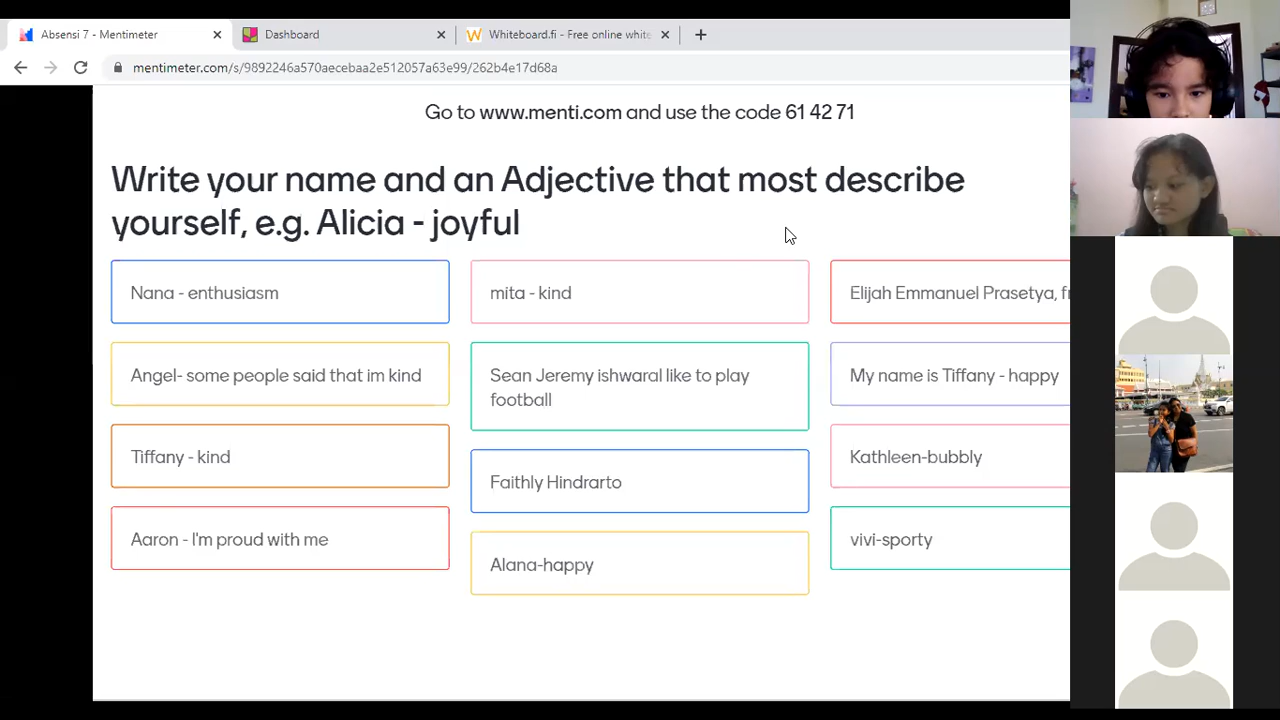 Absensi 7 - Mentimeter
Dashboard
Whiteboard.fi - Free online white
mentimeter.com/s/9892246a570aecebaa2e512057a63e99/262b4e17d68a
Go to www.menti.com and use the code 61 42 71
Write your name and an Adjective that most describe
yourself, e.g. Alicia - joyful
Nana - enthusiasm
Angel- some people said that im kind
Tiffany - kind
Aaron - I'm proud with me
mita - kind
Sean Jeremy ishwaral like to play
football
Faithly Hindrarto
Alana-happy
Elijah Emmanuel Prasetya,
My name is Tiffany - happy
Kathleen-bubbly
vivi-sporty